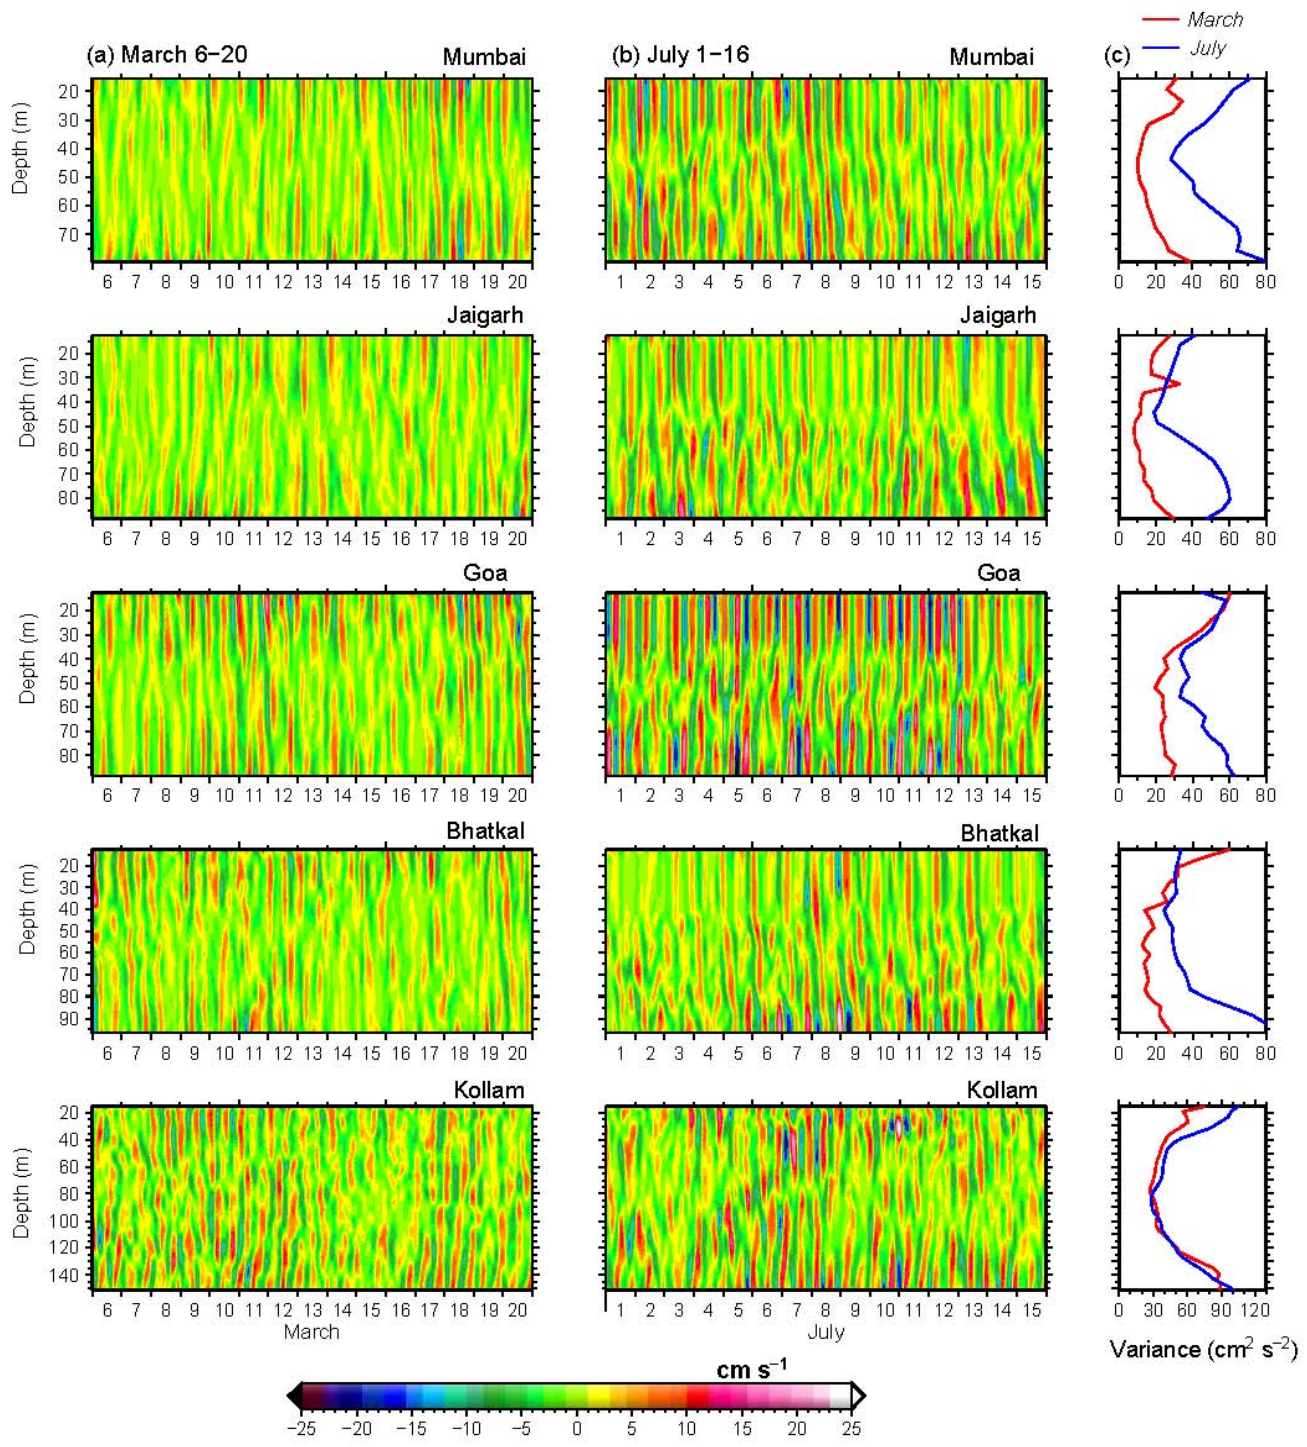 March
July
(a) March 6−20
Mumbai
(b) July 1−16
Mumbai
(c)
Depth (m)
20
30
40
50
60
70
6 7 8 9 10 11 12 13 14 15 16 17 18 19 20
1 2 3 4 5 6 7 8 9 10 11 12 13 14 15
0 20 40 60 80
Jaigarh
Jaigarh
Depth (m)
20
30
40
50
60
70
80
6 7 8 9 10 11 12 13 14 15 16 17 18 19 20
1 2 3 4 5 6 7 8 9 10 11 12 13 14 15
0 20 40 60 80
Goa
Goa
Depth (m)
20
30
40
50
60
70
80
6 7 8 9 10 11 12 13 14 15 16 17 18 19 20
1 2 3 4 5 6 7 8 9 10 11 12 13 14 15
0 20 40 60 80
Bhatkal
Bhatkal
Depth (m)
20
30
40
50
60
70
80
90
6 7 8 9 10 11 12 13 14 15 16 17 18 19 20
1 2 3 4 5 6 7 8 9 10 11 12 13 14 15
0 20 40 60 80
Kollam
Kollam
Depth (m)
20
40
60
80
100
120
140
6 7 8 9 10 11 12 13 14 15 16 17 18 19 20
1 2 3 4 5 6 7 8 9 10 11 12 13 14 15
0 30 60 90 120
March
July
Variance (cm² s⁻²)
cm s⁻¹
−25 −20 −15 −10 −5 0 5 10 15 20 25